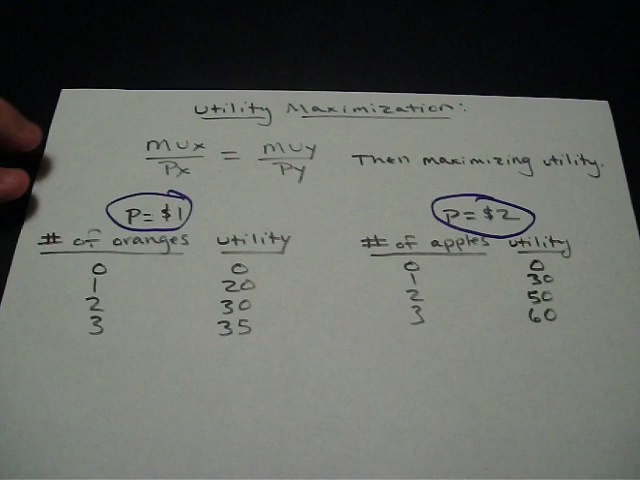 Utility Maximization:
MUx / Px = MUy / Py Then maximizing utility.
P=$1 P=$2
# of oranges utility # of apples utility
0 0 0 0
1 20 1 30
2 30 2 50
3 35 3 60